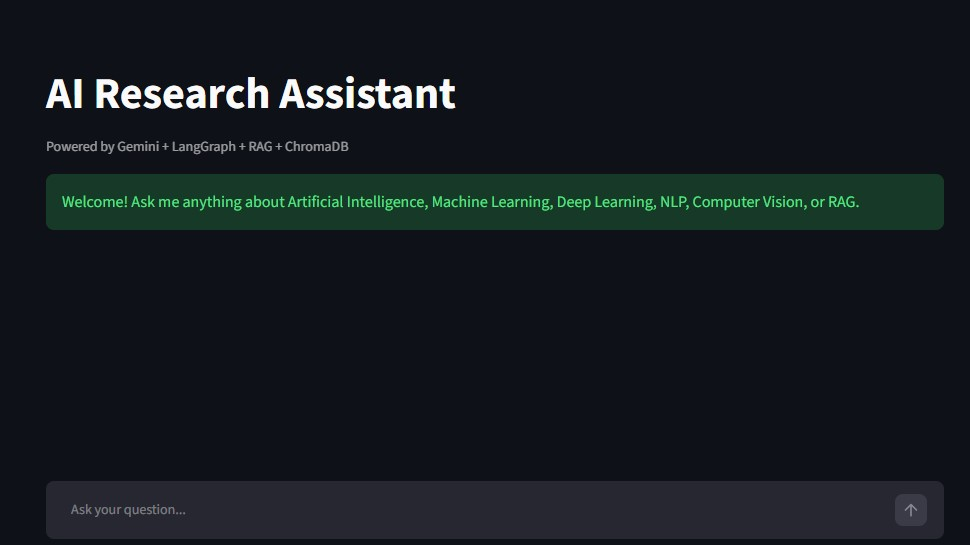 AI Research Assistant
Powered by Gemini + LangGraph + RAG + ChromaDB
Welcome! Ask me anything about Artificial Intelligence, Machine Learning, Deep Learning, NLP, Computer Vision, or RAG.
Ask your question...